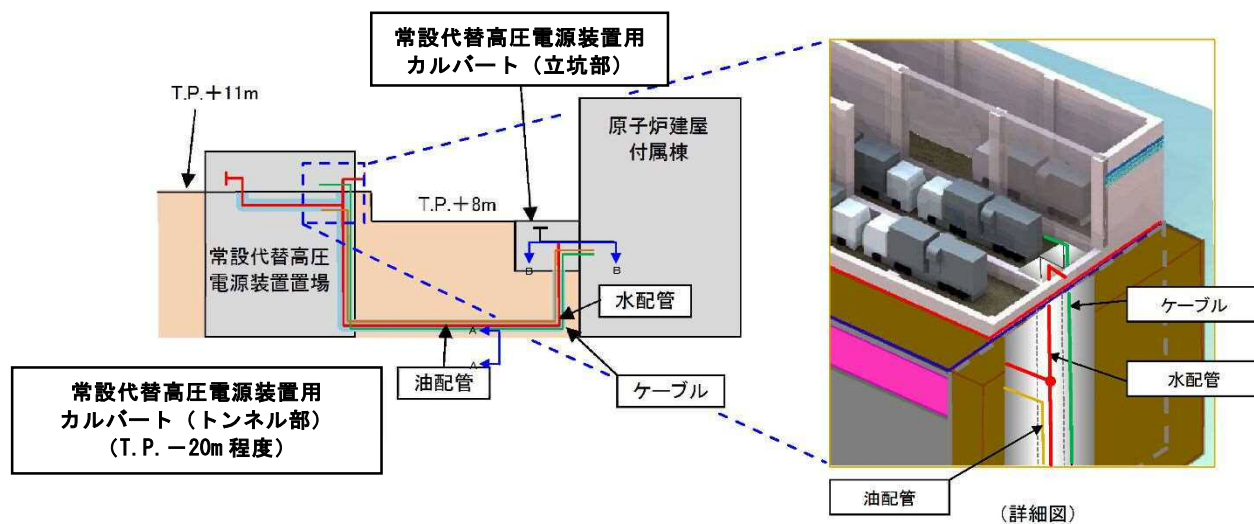 常設代替高圧電源装置用
カルバート（立坑部）
T.P.＋11m
原子炉建屋
付属棟
T.P.＋8m
常設代替高圧
電源装置置場
B
B
水配管
A
A
油配管
ケーブル
常設代替高圧電源装置用
カルバート（トンネル部）
（T.P.－20m 程度）
ケーブル
水配管
油配管
（詳細図）